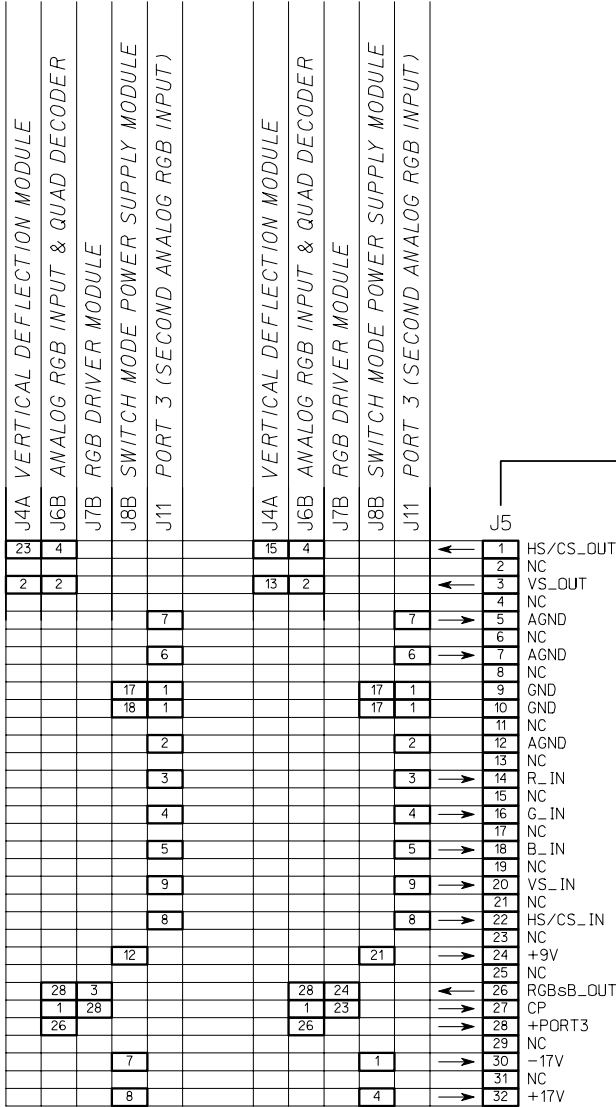 J4A VERTICAL DEFLECTION MODULE
J6B ANALOG RGB INPUT & QUAD DECODER
J7B RGB DRIVER MODULE
J8B SWITCH MODE POWER SUPPLY MODULE
J11 PORT 3 (SECOND ANALOG RGB INPUT)
J4A VERTICAL DEFLECTION MODULE
J6B ANALOG RGB INPUT & QUAD DECODER
J7B RGB DRIVER MODULE
J8B SWITCH MODE POWER SUPPLY MODULE
J11 PORT 3 (SECOND ANALOG RGB INPUT)
J5
23 4 15 4 1 HS/CS_OUT
2 NC
2 2 13 2 3 VS_OUT
4 NC
7 7 5 AGND
6 NC
6 6 7 AGND
8 NC
17 1 17 1 9 GND
18 1 17 1 10 GND
11 NC
2 2 12 AGND
13 NC
3 3 14 R_IN
15 NC
4 4 16 G_IN
17 NC
5 5 18 B_IN
19 NC
9 9 20 VS_IN
21 NC
8 8 22 HS/CS_IN
23 NC
12 21 24 +9V
25 NC
28 3 28 24 26 RGBsB_OUT
1 28 1 23 27 CP
26 26 28 +PORT3
29 NC
7 1 30 -17V
31 NC
8 4 32 +17V